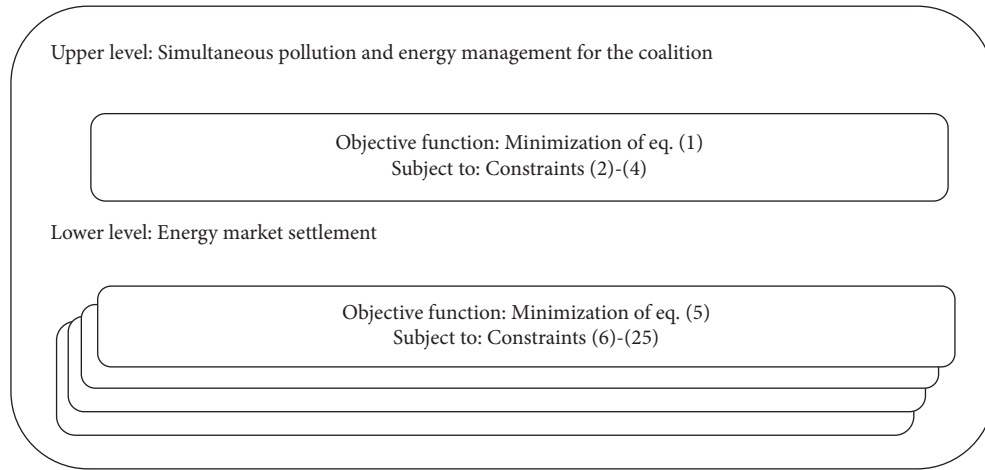 Upper level: Simultaneous pollution and energy management for the coalition
Objective function: Minimization of eq. (1)
Subject to: Constraints (2)-(4)
Lower level: Energy market settlement
Objective function: Minimization of eq. (5)
Subject to: Constraints (6)-(25)